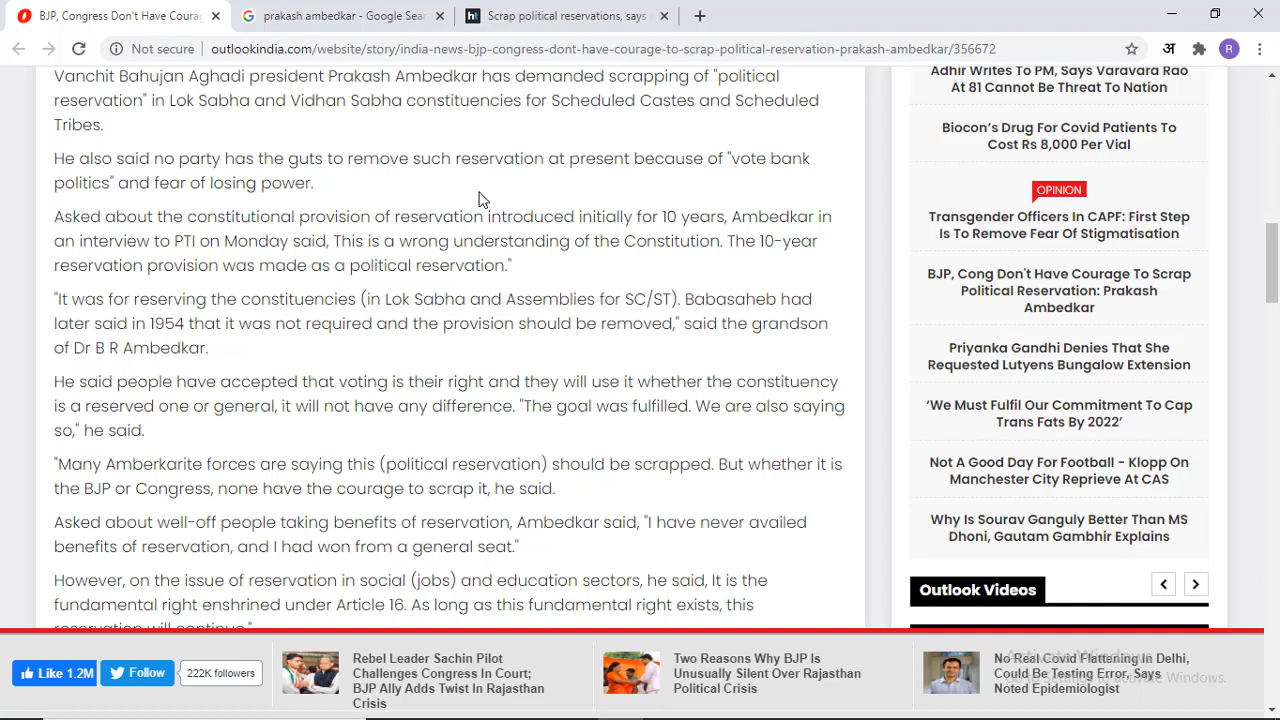 BJP, Congress Don't Have Coura
prakash ambedkar - Google Sear
Scrap political reservations, says
Not secure
outlookindia.com/website/story/india-news-bjp-congress-dont-have-courage-to-scrap-political-reservation-prakash-ambedkar/356672
अ
R
Vanchit Bahujan Aghadi president Prakash Ambedkar has demanded scrapping of "political
reservation" in Lok Sabha and Vidhan Sabha constituencies for Scheduled Castes and Scheduled
Tribes.
He also said no party has the guts to remove such reservation at present because of "vote bank
politics" and fear of losing power.
Asked about the constitutional provision of reservation introduced initially for 10 years, Ambedkar in
an interview to PTI on Monday said, This is a wrong understanding of the Constitution. The 10-year
reservation provision was made as a political reservation."
"It was for reserving the constituencies (in Lok Sabha and Assemblies for SC/ST). Babasaheb had
later said in 1954 that it was not required and the provision should be removed," said the grandson
of Dr B R Ambedkar.
He said people have accepted that voting is their right and they will use it whether the constituency
is a reserved one or general, it will not have any difference. "The goal was fulfilled. We are also saying
so," he said.
"Many Amberkarite forces are saying this (political reservation) should be scrapped. But whether it is
the BJP or Congress, none have the courage to scrap it, he said.
Asked about well-off people taking benefits of reservation, Ambedkar said, "I have never availed
benefits of reservation, and I had won from a general seat."
However, on the issue of reservation in social (jobs) and education sectors, he said, It is the
fundamental right enshrined under Article 16. As long as this fundamental right exists, this
reservation will continue."
Adhir Writes To PM, Says Varavara Rao
At 81 Cannot Be Threat To Nation
Biocon's Drug For Covid Patients To
Cost Rs 8,000 Per Vial
OPINION
Transgender Officers In CAPF: First Step
Is To Remove Fear Of Stigmatisation
BJP, Cong Don't Have Courage To Scrap
Political Reservation: Prakash
Ambedkar
Priyanka Gandhi Denies That She
Requested Lutyens Bungalow Extension
'We Must Fulfil Our Commitment To Cap
Trans Fats By 2022'
Not A Good Day For Football - Klopp On
Manchester City Reprieve At CAS
Why Is Sourav Ganguly Better Than MS
Dhoni, Gautam Gambhir Explains
Outlook Videos
Like 1.2M
Follow
222K followers
Rebel Leader Sachin Pilot
Challenges Congress In Court;
BJP Ally Adds Twist In Rajasthan
Crisis
Two Reasons Why BJP Is
Unusually Silent Over Rajasthan
Political Crisis
No Real Covid Flattening In Delhi,
Could Be Testing Error, Says
Noted Epidemiologist
Activate Windows
Go to Settings to activate Windows.